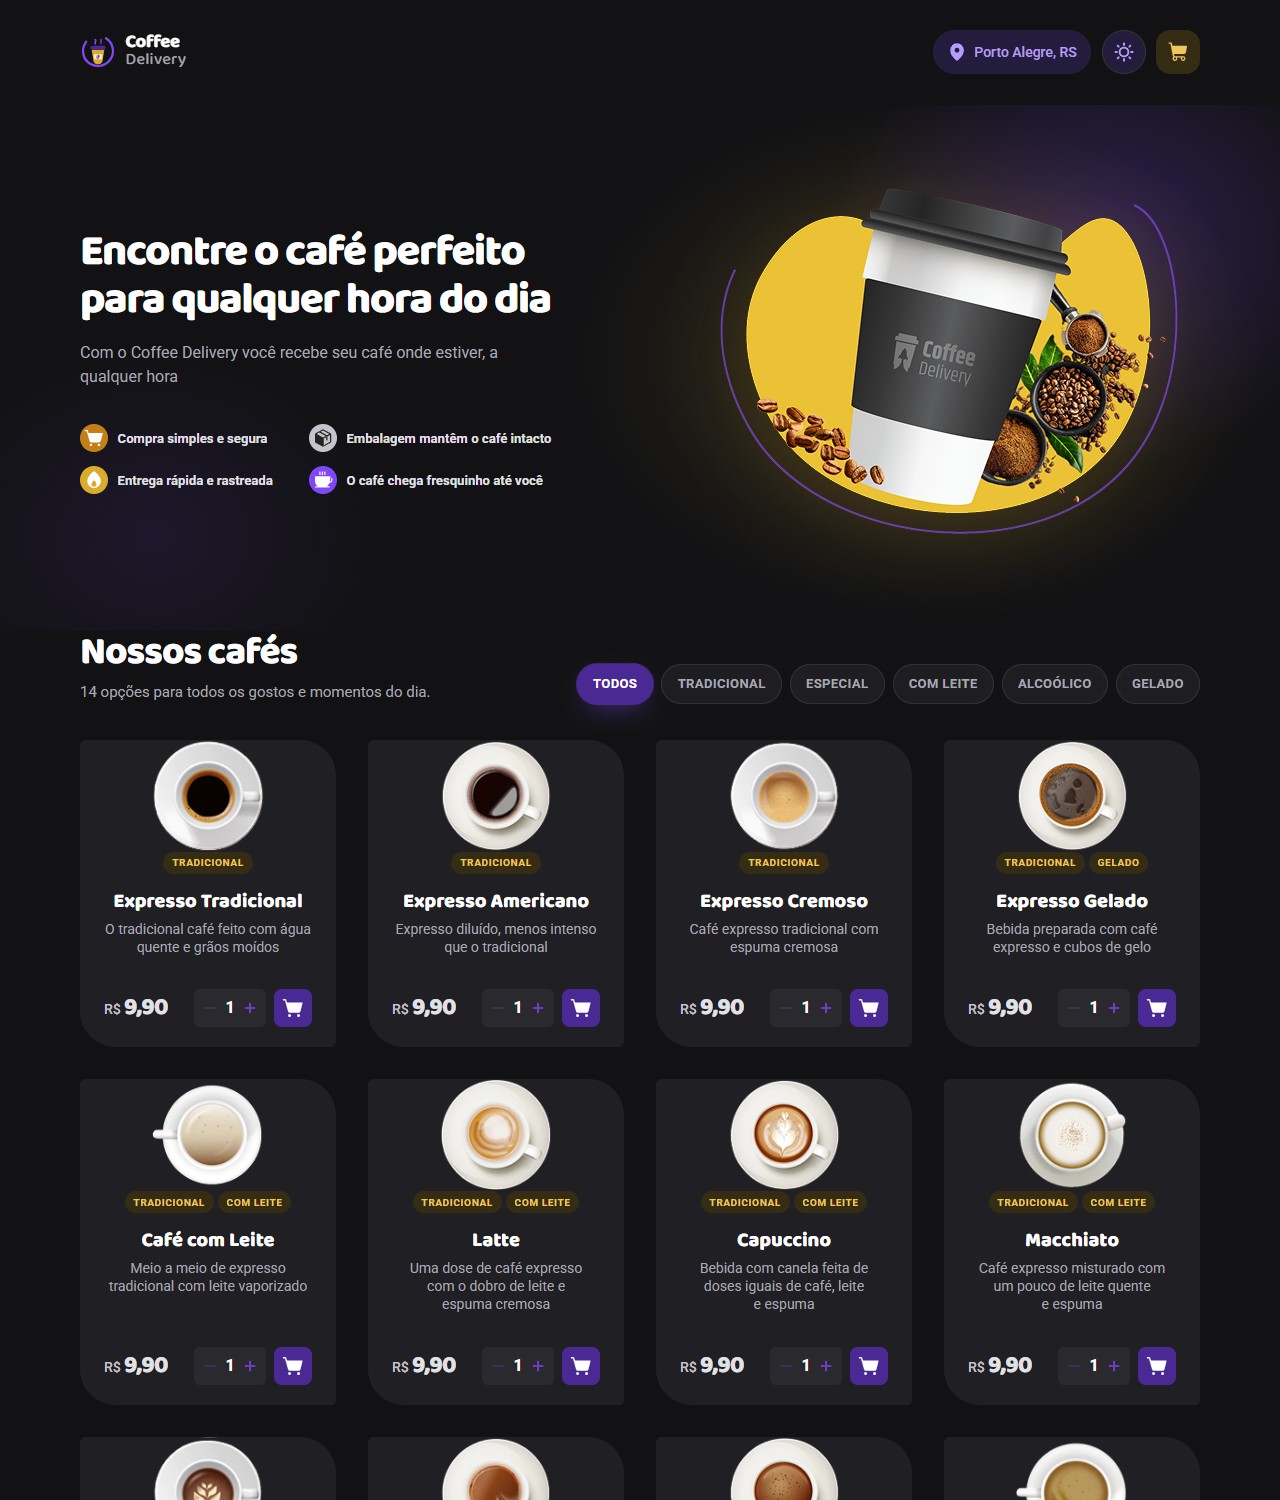 Coffee
Delivery
Porto Alegre, RS
Encontre o café perfeito
para qualquer hora do dia
Com o Coffee Delivery você recebe seu café onde estiver, a
qualquer hora
Compra simples e segura
Embalagem mantêm o café intacto
Entrega rápida e rastreada
O café chega fresquinho até você
Coffee
Delivery
Nossos cafés
14 opções para todos os gostos e momentos do dia.
TODOS
TRADICIONAL
ESPECIAL
COM LEITE
ALCOÓLICO
GELADO
TRADICIONAL
Expresso Tradicional
O tradicional café feito com água
quente e grãos moídos
R$ 9,90
− 1 +
TRADICIONAL
Expresso Americano
Expresso diluído, menos intenso
que o tradicional
R$ 9,90
− 1 +
TRADICIONAL
Expresso Cremoso
Café expresso tradicional com
espuma cremosa
R$ 9,90
− 1 +
TRADICIONAL GELADO
Expresso Gelado
Bebida preparada com café
expresso e cubos de gelo
R$ 9,90
− 1 +
TRADICIONAL COM LEITE
Café com Leite
Meio a meio de expresso
tradicional com leite vaporizado
R$ 9,90
− 1 +
TRADICIONAL COM LEITE
Latte
Uma dose de café expresso
com o dobro de leite e
espuma cremosa
R$ 9,90
− 1 +
TRADICIONAL COM LEITE
Capuccino
Bebida com canela feita de
doses iguais de café, leite
e espuma
R$ 9,90
− 1 +
TRADICIONAL COM LEITE
Macchiato
Café expresso misturado com
um pouco de leite quente
e espuma
R$ 9,90
− 1 +